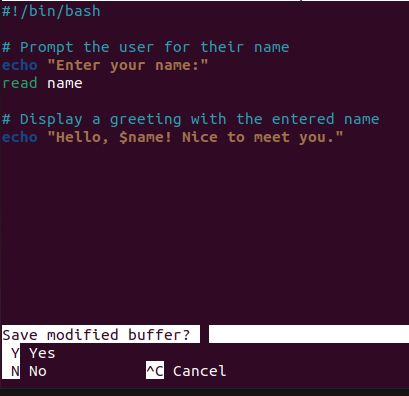 #!/bin/bash
# Prompt the user for their name
echo "Enter your name:"
read name
# Display a greeting with the entered name
echo "Hello, $name! Nice to meet you."
Save modified buffer?
Y Yes
N No ^C Cancel